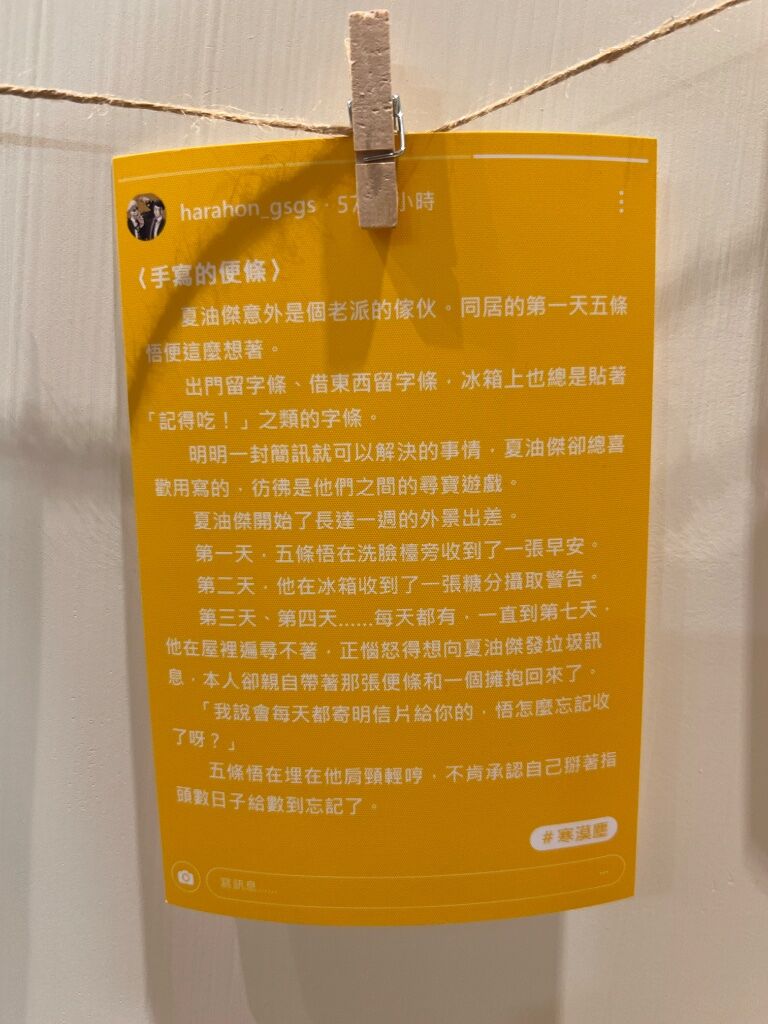 harahon_gsgs · 57 小時
〈手寫的便條〉
夏油傑意外是個老派的傢伙。同居的第一天五條
悟便這麼想著。
出門留字條、借東西留字條，冰箱上也總是貼著
「記得吃！」之類的字條。
明明一封簡訊就可以解決的事情，夏油傑卻總喜
歡用寫的，彷彿是他們之間的尋寶遊戲。
夏油傑開始了長達一週的外景出差。
第一天，五條悟在洗臉檯旁收到了一張早安。
第二天，他在冰箱收到了一張糖分攝取警告。
第三天、第四天......每天都有，一直到第七天，
他在屋裡遍尋不著，正惱怒得想向夏油傑發垃圾訊
息，本人卻親自帶著那張便條和一個擁抱回來了。
「我說會每天都寄明信片給你的，悟怎麼忘記收
了呀？」
五條悟在埋在他肩頸輕哼，不肯承認自己掰著指
頭數日子給數到忘記了。
#寒漠廳
寫訊息......